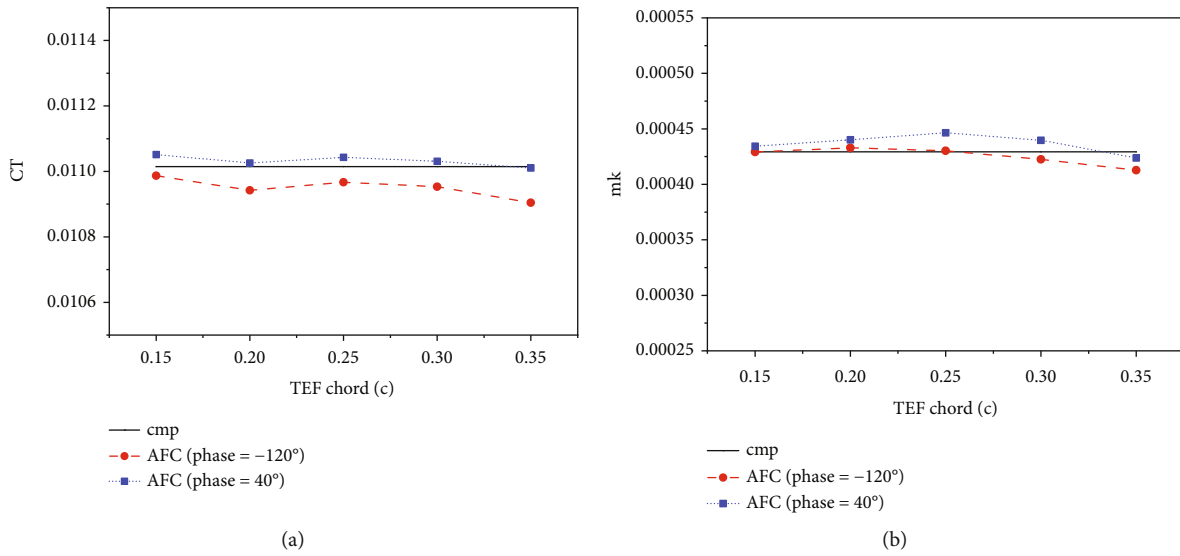 0.0114
0.0112
0.0110
0.0108
0.0106
CT
0.15 0.20 0.25 0.30 0.35
TEF chord (c)
cmp
AFC (phase = −120°)
AFC (phase = 40°)
(a)
0.00055
0.00050
0.00045
0.00040
0.00035
0.00030
0.00025
mk
0.15 0.20 0.25 0.30 0.35
TEF chord (c)
cmp
AFC (phase = −120°)
AFC (phase = 40°)
(b)